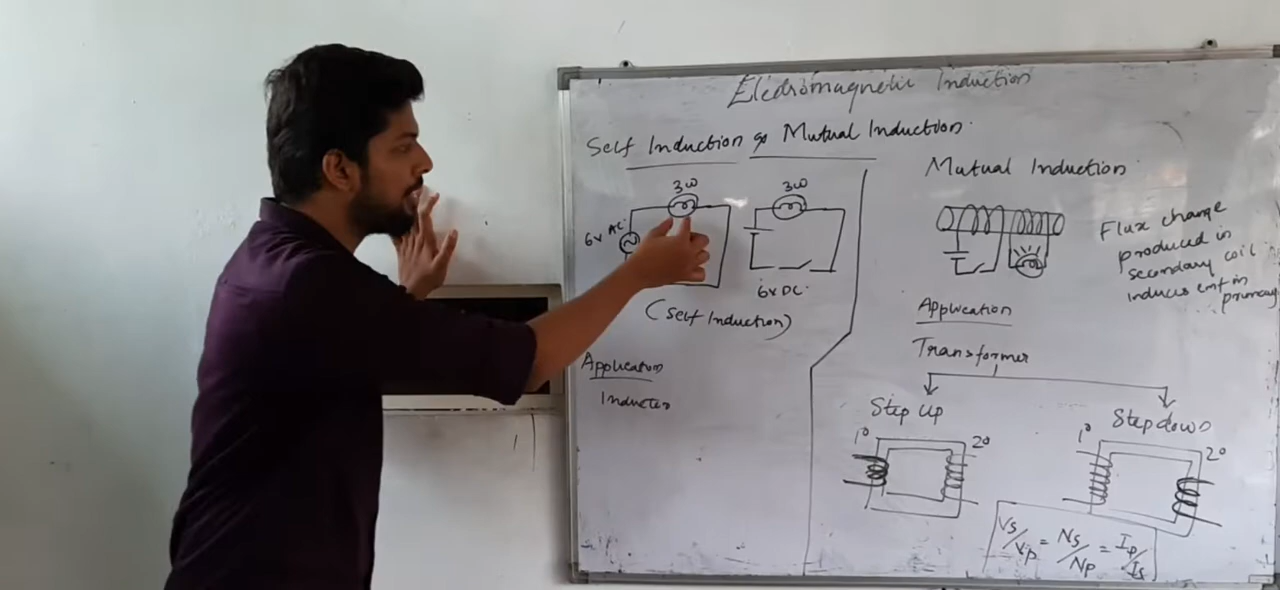 Electromagnetic Induction
Self Induction & Mutual Induction.
3W
6V AC
3W
6V DC
(Self Induction)
Application
Inductor
Mutual Induction
Flux change
produced in
secondary coil
induces emf in
primary
Application
Transformer
Step Up
1° 2°
Step down
1° 2°
Vs/Vp = Ns/Np = Ip/Is